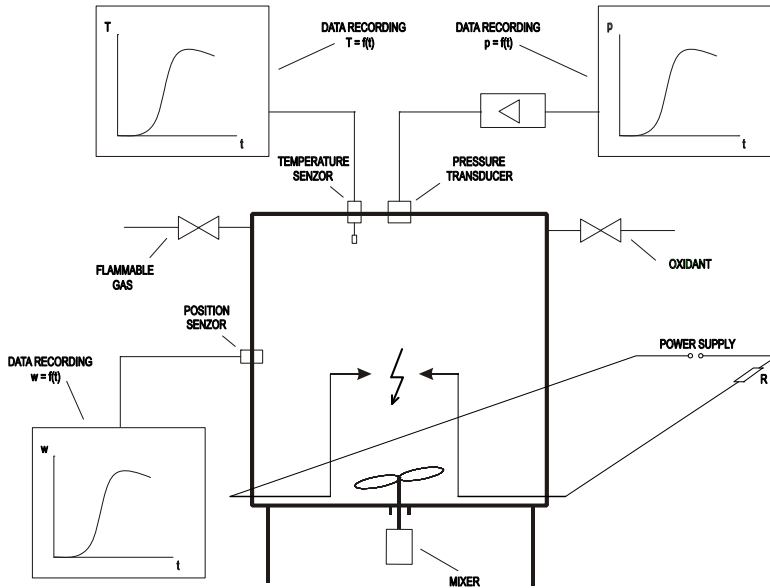 T
t
DATA RECORDING
T = f(t)
DATA RECORDING
p = f(t)
p
t
TEMPERATURE
SENZOR
PRESSURE
TRANSDUCER
FLAMMABLE
GAS
OXIDANT
POSITION
SENZOR
DATA RECORDING
w = f(t)
POWER SUPPLY
R
w
t
MIXER